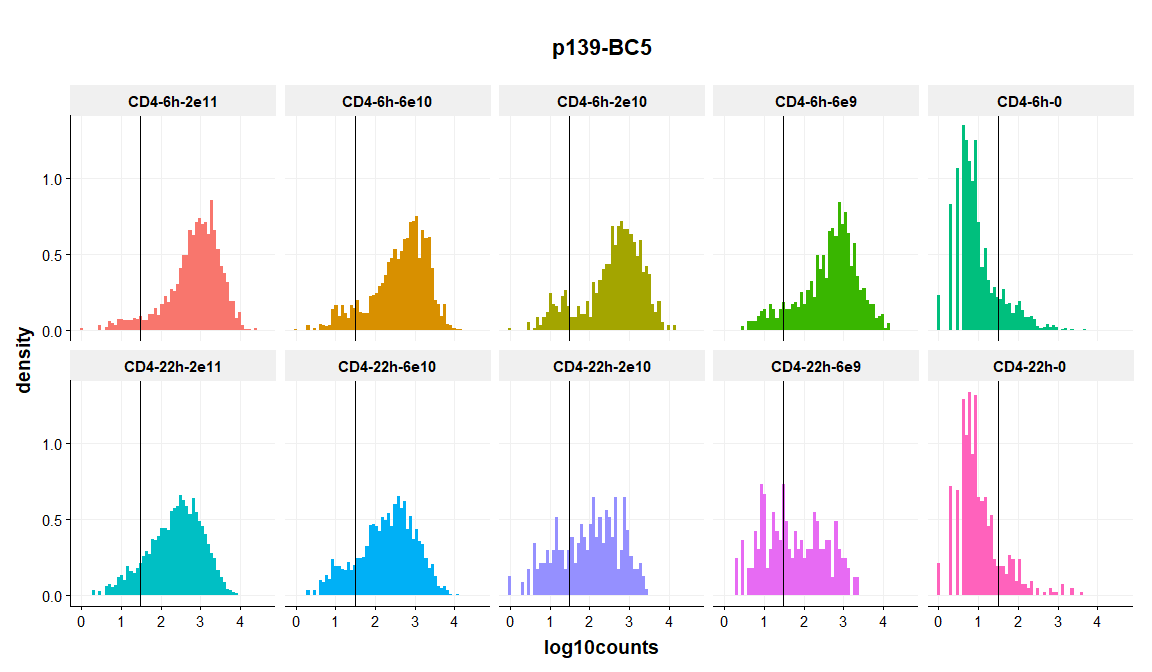 p139-BC5
CD4-6h-2e11 CD4-6h-6e10 CD4-6h-2e10 CD4-6h-6e9 CD4-6h-0
1.0
0.5
0.0
CD4-22h-2e11 CD4-22h-6e10 CD4-22h-2e10 CD4-22h-6e9 CD4-22h-0
1.0
0.5
0.0
0 1 2 3 4 0 1 2 3 4 0 1 2 3 4 0 1 2 3 4 0 1 2 3 4
log10counts
density